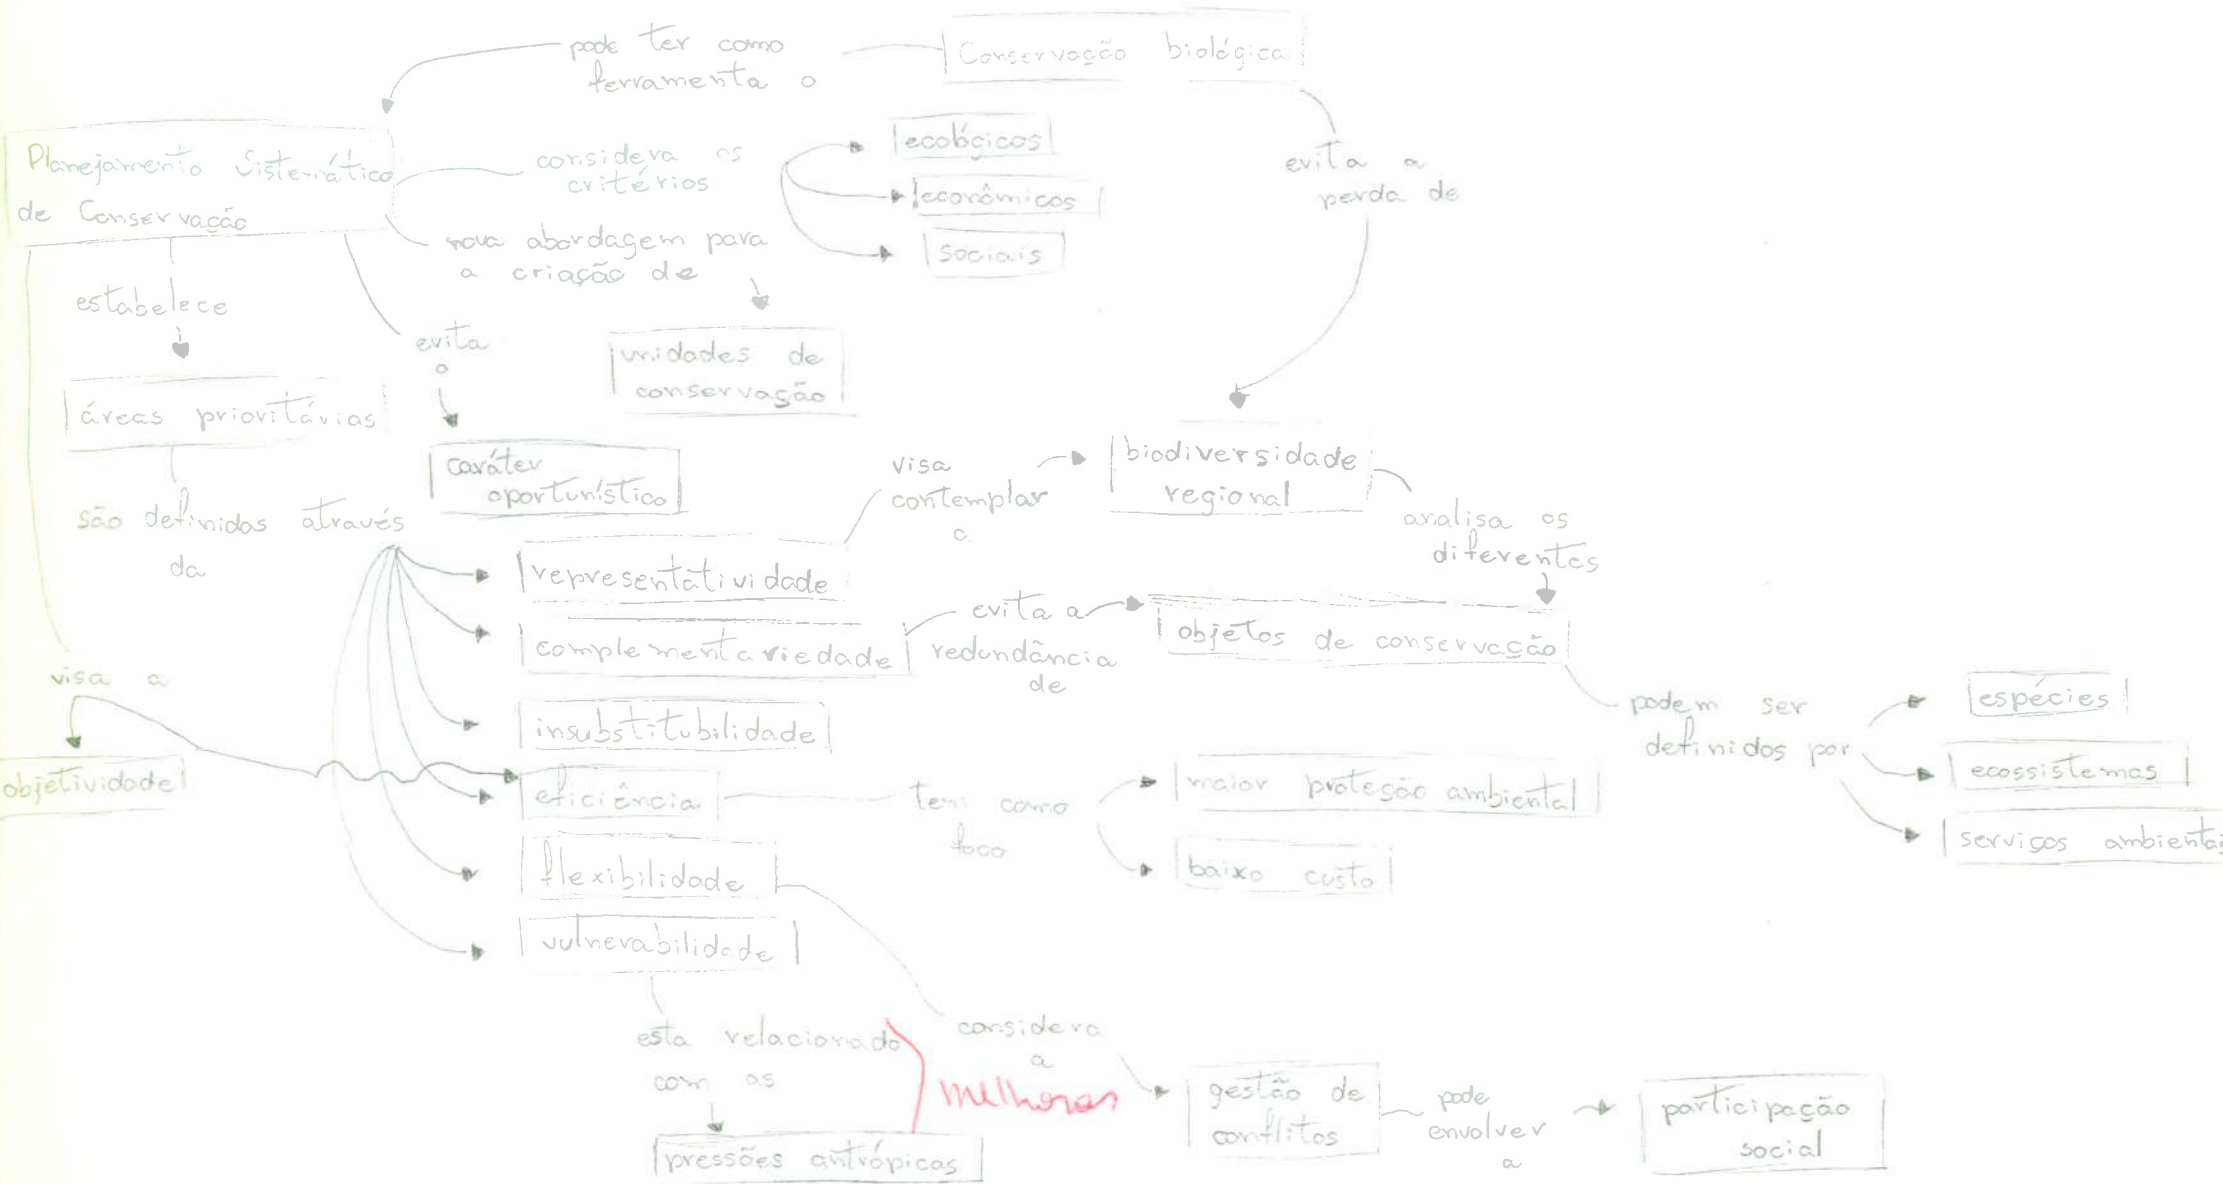 Conservação biológica
pode ter como
ferramenta o
Planejamento Sistemático
de Conservação
considera os
critérios
ecológicos
econômicos
sociais
evita a
perda de
nova abordagem para
a criação de
unidades de
conservação
estabelece
áreas prioritárias
evita
o
caráter
oportunístico
são definidas através
da
representatividade
visa
contemplar
a
biodiversidade
regional
analisa os
diferentes
complementariedade
evita a
redundância
de
objetos de conservação
podem ser
definidos por
espécies
ecossistemas
serviços ambientais
insubstitubilidade
visa a
objetividade
eficiência
tem como
foco
maior proteção ambiental
baixo custo
flexibilidade
vulnerabilidade
esta relacionado
com as
pressões antrópicas
melhorar
considera
a
gestão de
conflitos
pode
envolver
a
participação
social